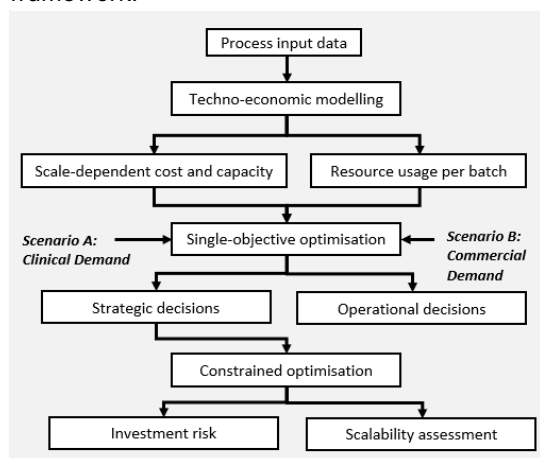 Process input data
Techno-economic modelling
Scale-dependent cost and capacity
Resource usage per batch
Scenario A:
Clinical Demand
Single-objective optimisation
Scenario B:
Commercial
Demand
Strategic decisions
Operational decisions
Constrained optimisation
Investment risk
Scalability assessment